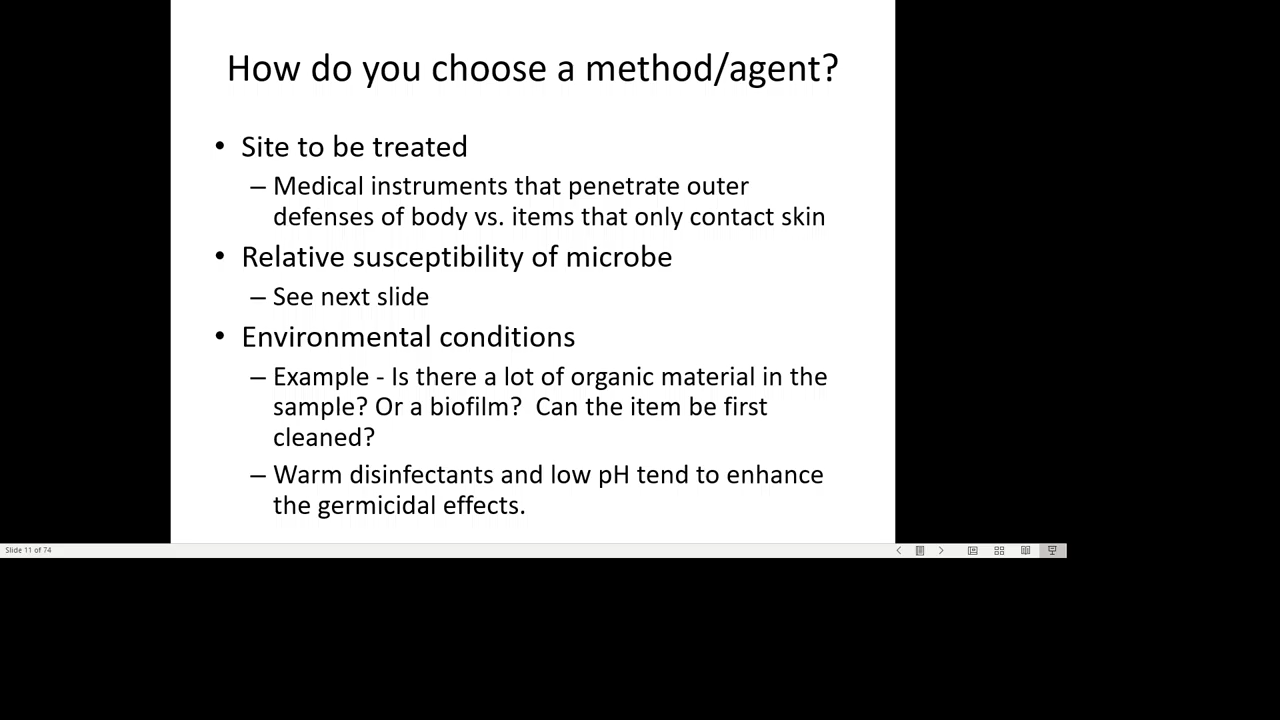 How do you choose a method/agent?
• Site to be treated
– Medical instruments that penetrate outer
defenses of body vs. items that only contact skin
• Relative susceptibility of microbe
– See next slide
• Environmental conditions
– Example - Is there a lot of organic material in the
sample? Or a biofilm?  Can the item be first
cleaned?
– Warm disinfectants and low pH tend to enhance
the germicidal effects.
Slide 11 of 74